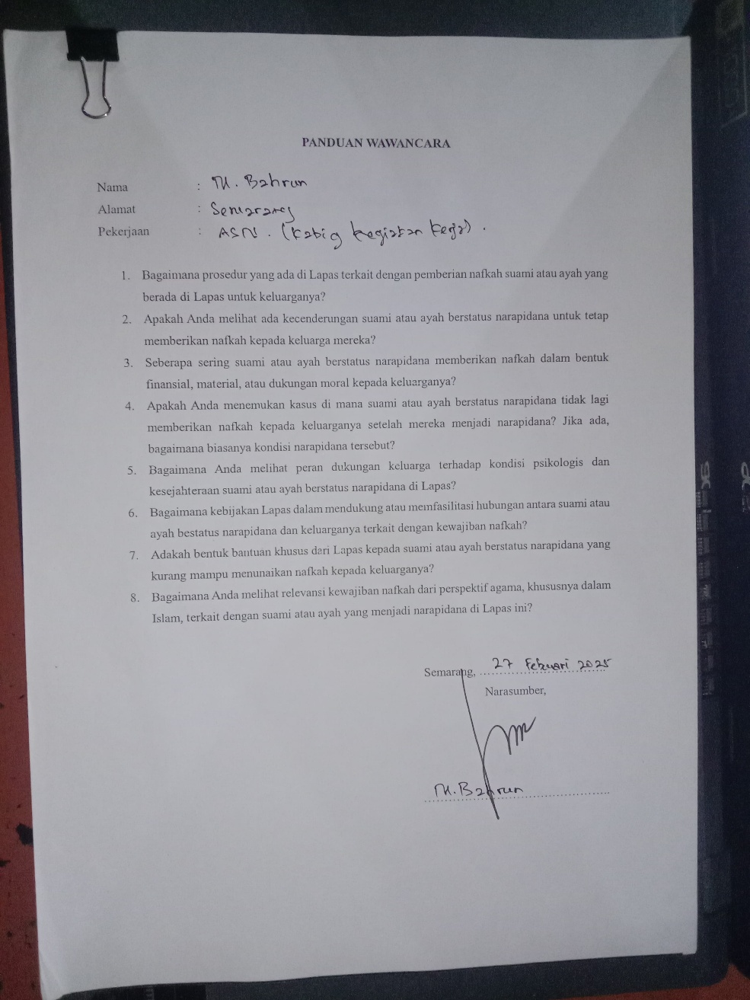 PANDUAN WAWANCARA
Nama : M. Bahrun
Alamat : Semarang
Pekerjaan : ASN. (Kabig Kegiatan Kerja).
1. Bagaimana prosedur yang ada di Lapas terkait dengan pemberian nafkah suami atau ayah yang
berada di Lapas untuk keluarganya?
2. Apakah Anda melihat ada kecenderungan suami atau ayah berstatus narapidana untuk tetap
memberikan nafkah kepada keluarga mereka?
3. Seberapa sering suami atau ayah berstatus narapidana memberikan nafkah dalam bentuk
finansial, material, atau dukungan moral kepada keluarganya?
4. Apakah Anda menemukan kasus di mana suami atau ayah berstatus narapidana tidak lagi
memberikan nafkah kepada keluarganya setelah mereka menjadi narapidana? Jika ada,
bagaimana biasanya kondisi narapidana tersebut?
5. Bagaimana Anda melihat peran dukungan keluarga terhadap kondisi psikologis dan
kesejahteraan suami atau ayah berstatus narapidana di Lapas?
6. Bagaimana kebijakan Lapas dalam mendukung atau memfasilitasi hubungan antara suami atau
ayah bestatus narapidana dan keluarganya terkait dengan kewajiban nafkah?
7. Adakah bentuk bantuan khusus dari Lapas kepada suami atau ayah berstatus narapidana yang
kurang mampu menunaikan nafkah kepada keluarganya?
8. Bagaimana Anda melihat relevansi kewajiban nafkah dari perspektif agama, khususnya dalam
Islam, terkait dengan suami atau ayah yang menjadi narapidana di Lapas ini?
Semarang, 27 Februari 2025
Narasumber,
M. Bahrun